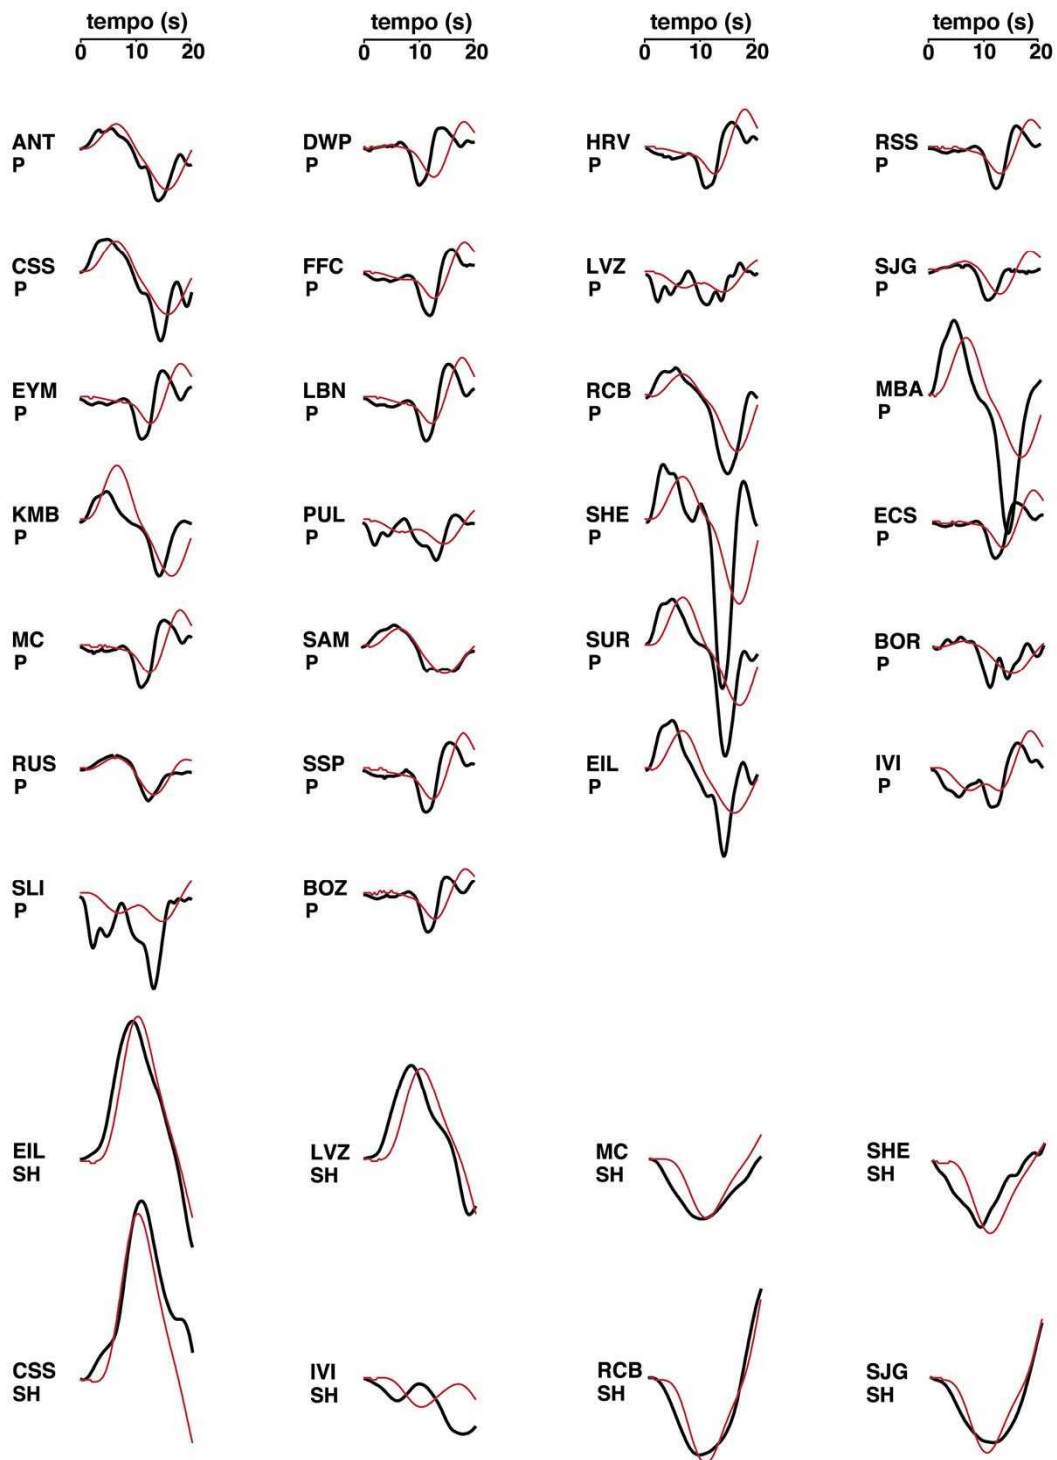 tempo (s) tempo (s) tempo (s) tempo (s)
0 10 20 0 10 20 0 10 20 0 10 20
ANT DWP HRV RSS
P P P P
CSS FFC LVZ SJG
P P P P
EYM LBN RCB MBA
P P P P
KMB PUL SHE ECS
P P P P
MC SAM SUR BOR
P P P P
RUS SSP EIL IVI
P P P P
SLI BOZ
P P
EIL LVZ MC SHE
SH SH SH SH
CSS IVI RCB SJG
SH SH SH SH